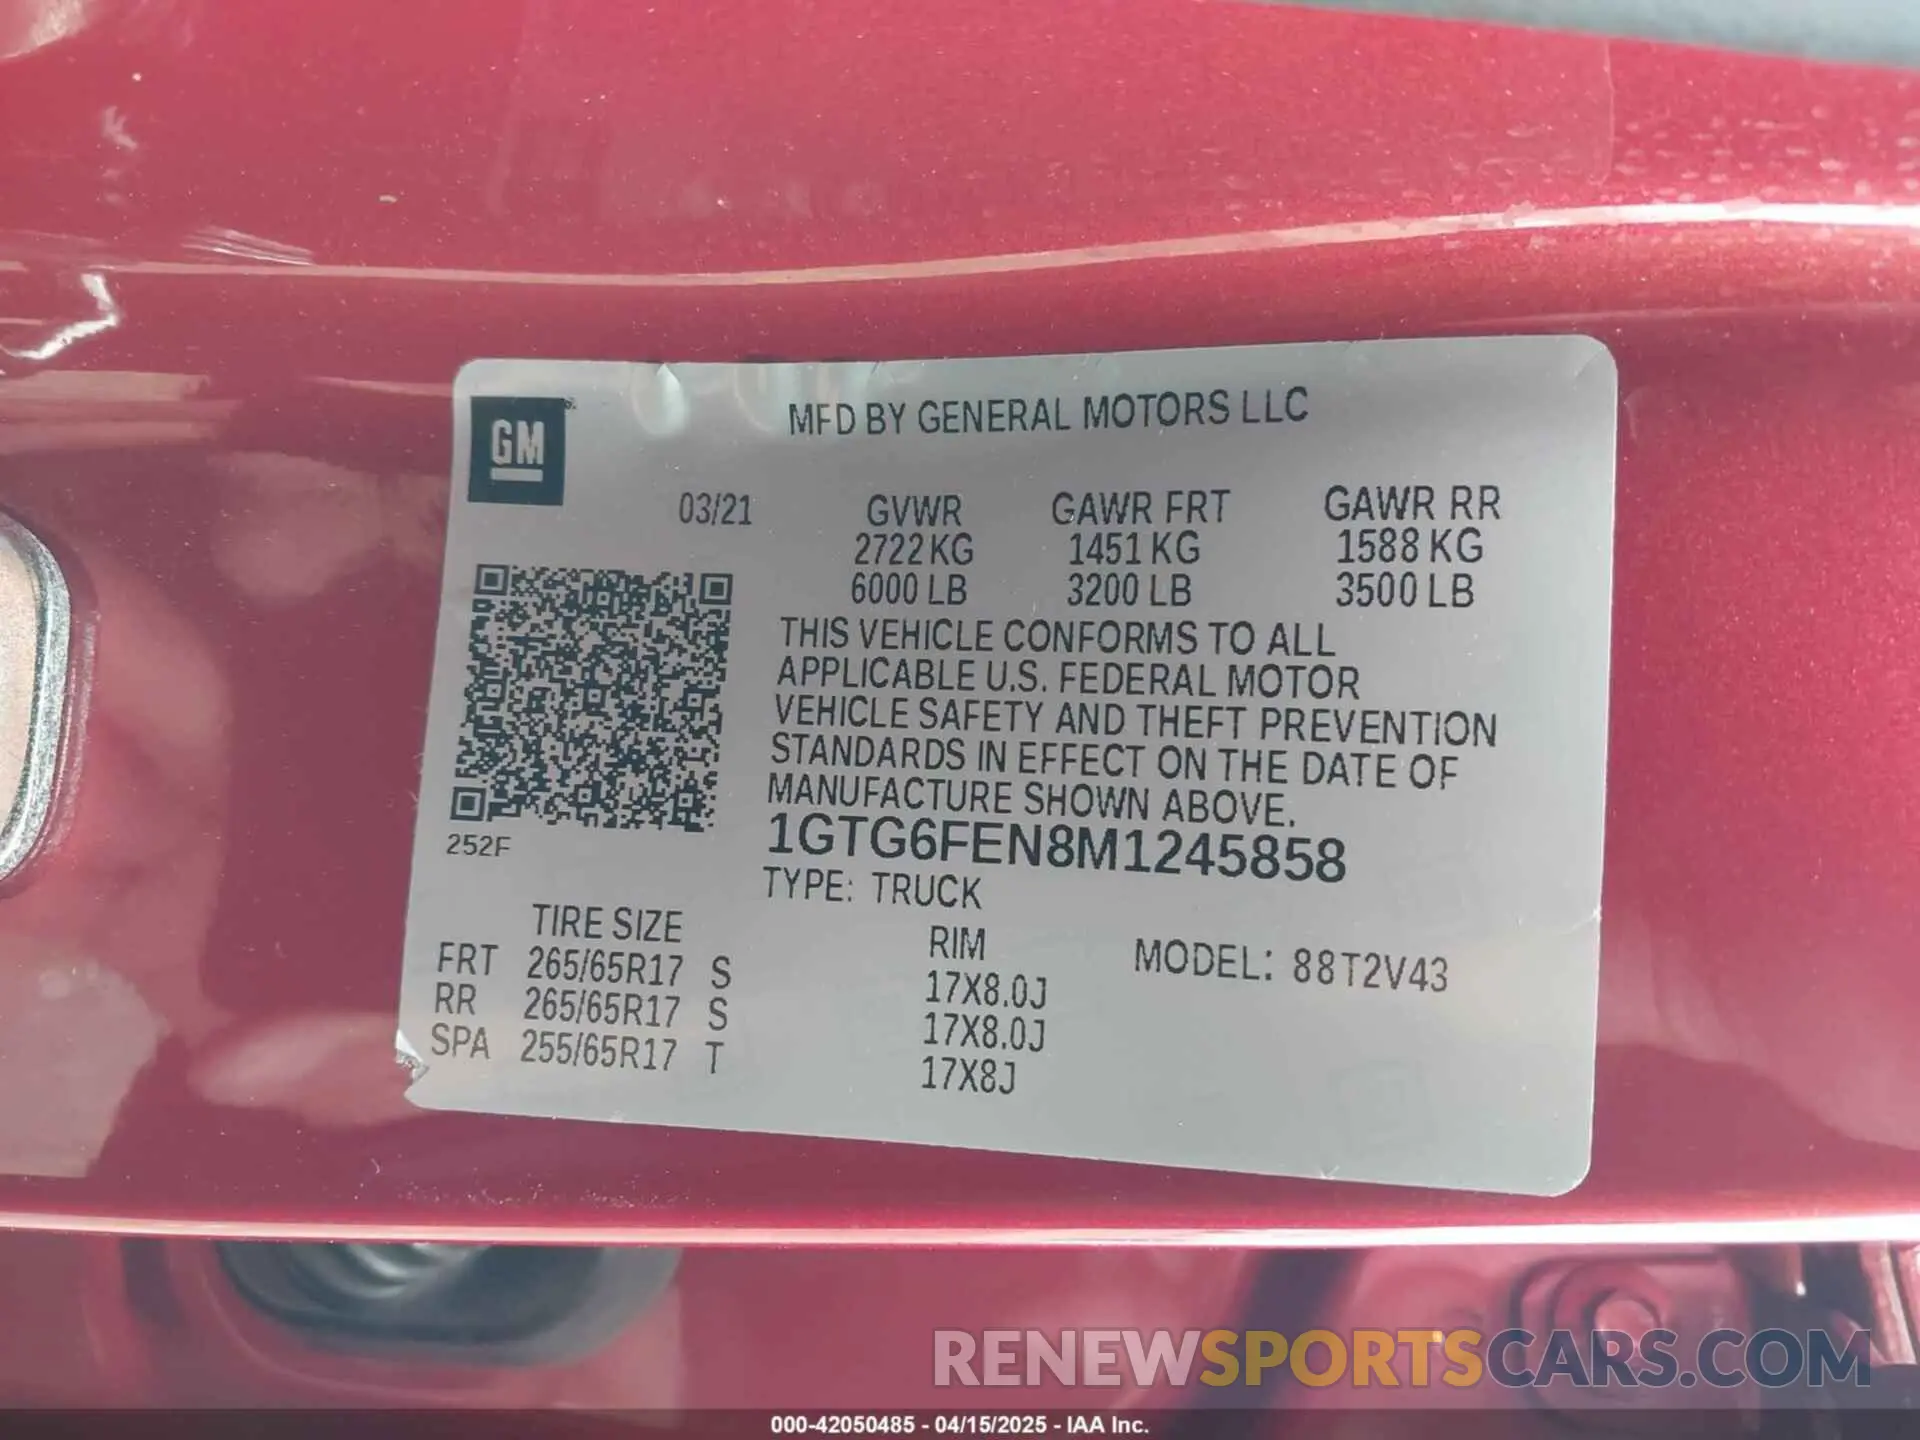 GM
MFD BY GENERAL MOTORS LLC
03/21 GVWR GAWR FRT GAWR RR
2722 KG 1451 KG 1588 KG
6000 LB 3200 LB 3500 LB
THIS VEHICLE CONFORMS TO ALL
APPLICABLE U.S. FEDERAL MOTOR
VEHICLE SAFETY AND THEFT PREVENTION
STANDARDS IN EFFECT ON THE DATE OF
MANUFACTURE SHOWN ABOVE.
252F
1GTG6FEN8M1245858
TYPE: TRUCK
TIRE SIZE RIM MODEL: 88T2V43
FRT 265/65R17 S 17X8.0J
RR 265/65R17 S 17X8.0J
SPA 255/65R17 T 17X8J
RENEWSPORTSCARS.COM
000-42050485 - 04/15/2025 - IAA Inc.